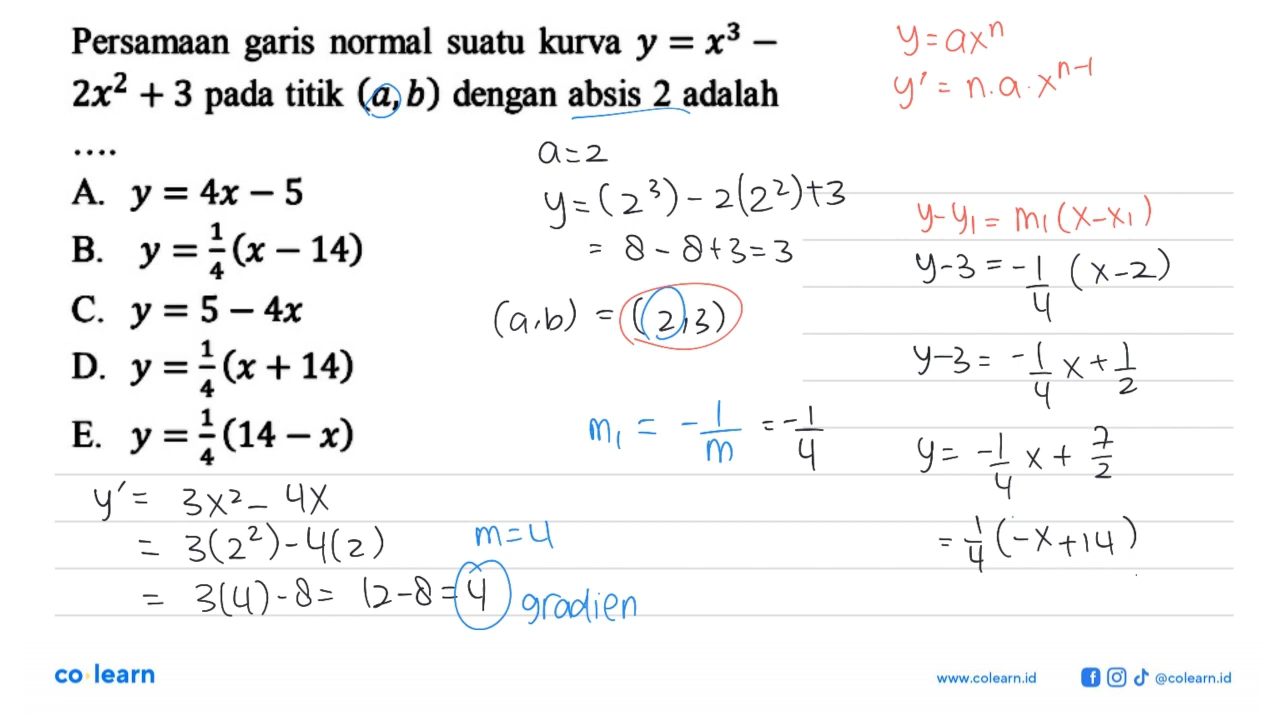 Persamaan garis normal suatu kurva y = x³ −
2x² + 3 pada titik (a, b) dengan absis 2 adalah
....
A. y = 4x − 5
B. y = 1/4 (x − 14)
C. y = 5 − 4x
D. y = 1/4 (x + 14)
E. y = 1/4 (14 − x)
y' = 3x² − 4x
= 3(2²) − 4(2)
= 3(4) − 8 = 12 − 8 = 4
m = 4
gradien
a = 2
y = (2³) − 2(2²) + 3
= 8 − 8 + 3 = 3
(a,b) = (2,3)
m₁ = −1/m = −1/4
y = axⁿ
y' = n.a.xⁿ⁻¹
y − y₁ = m₁(x − x₁)
y − 3 = −1/4 (x − 2)
y − 3 = −1/4 x + 1/2
y = −1/4 x + 7/2
= 1/4 (−x + 14)
co learn
www.colearn.id
@colearn.id